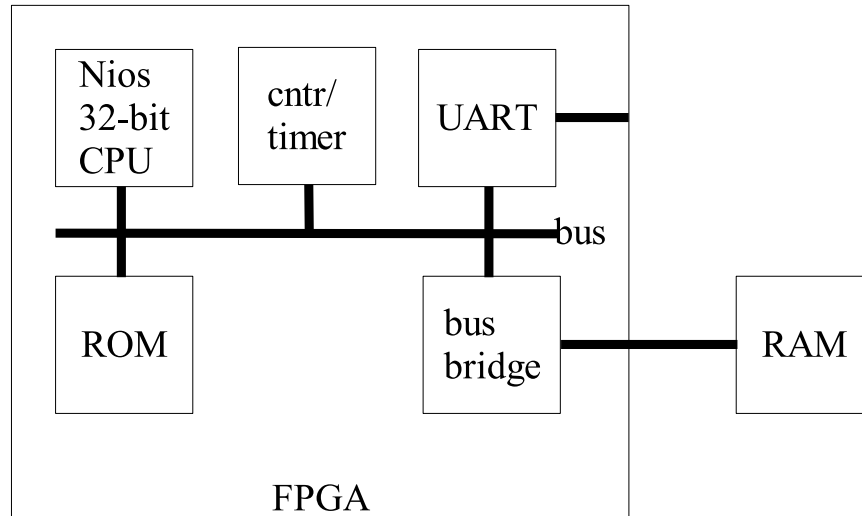 Nios
32-bit
CPU
cntr/
timer
UART
bus
ROM
bus
bridge
RAM
FPGA